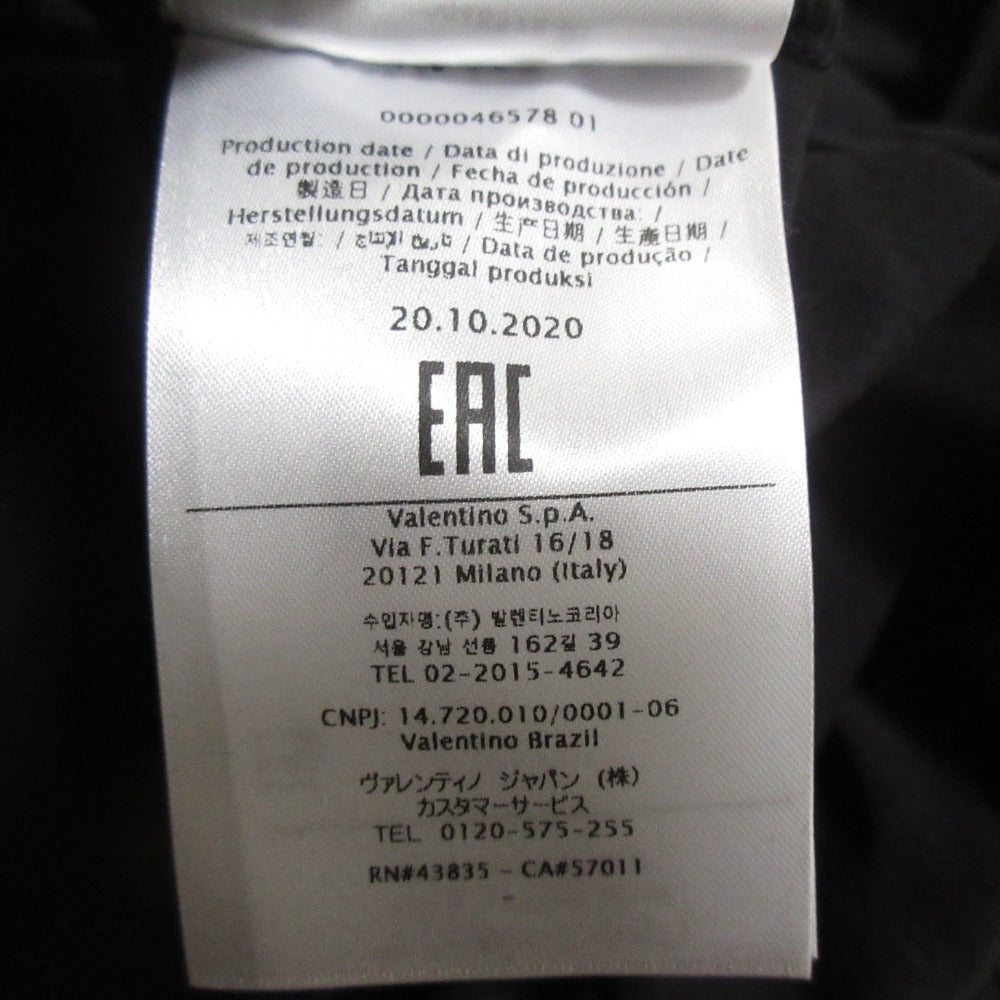 0000046578 01
Production date / Data di produzione / Date
de production / Fecha de producción /
製造日 / Дата производства: /
Herstellungsdatum / 生产日期 / 生產日期 /
제조연월: / / Data de produção /
Tanggal produksi
20.10.2020
EAC
Valentino S.p.A.
Via F.Turati 16/18
20121 Milano (Italy)
수입자명:(주) 발렌티노코리아
서울 강남 선릉 162길 39
TEL 02-2015-4642
CNPJ: 14.720.010/0001-06
Valentino Brazil
ヴァレンティノ ジャパン (株)
カスタマーサービス
TEL 0120-575-255
RN#43835 - CA#57011
-